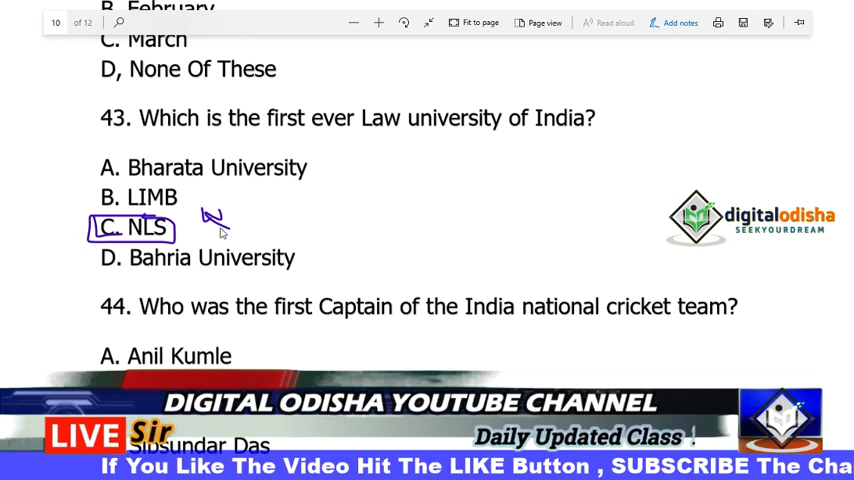 B. February
10 of 12 Fit to page Page view Read aloud Add notes
C. March
D, None Of These
43. Which is the first ever Law university of India?
A. Bharata University
B. LIMB
C. NLS
D. Bahria University
digitalodisha
SEEKYOURDREAM
44. Who was the first Captain of the India national cricket team?
A. Anil Kumle
DIGITAL ODISHA YOUTUBE CHANNEL
LIVE Sir
Daily Updated Class !
Sibsundar Das
If You Like The Video Hit The LIKE Button , SUBSCRIBE The Cha